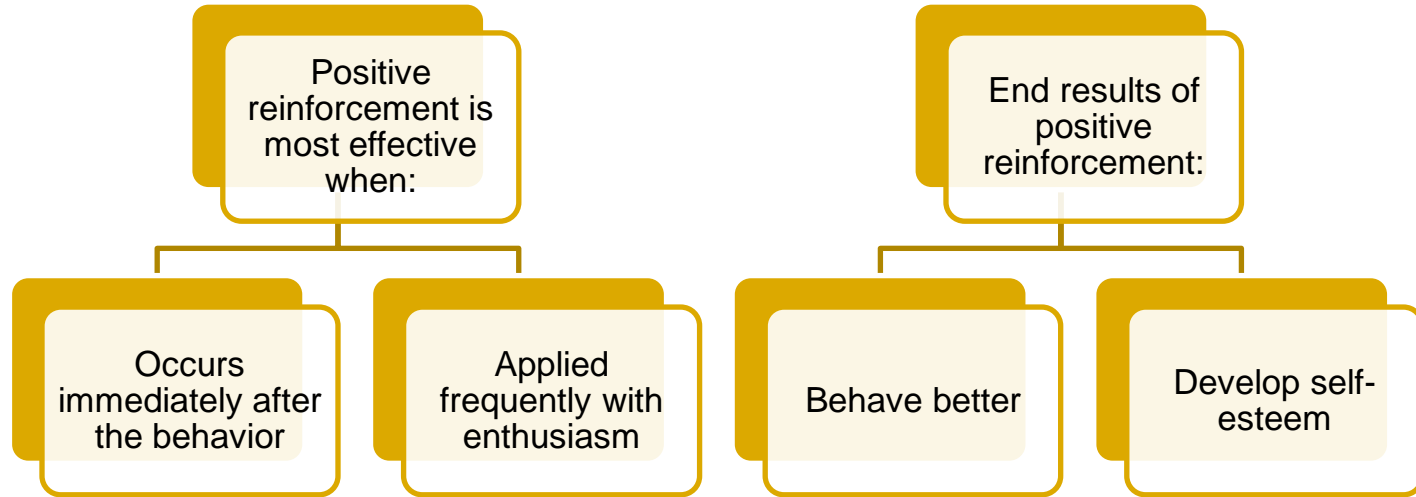 Positive
reinforcement is
most effective
when:
End results of
positive
reinforcement:
Occurs
immediately after
the behavior
Applied
frequently with
enthusiasm
Behave better
Develop self-
esteem